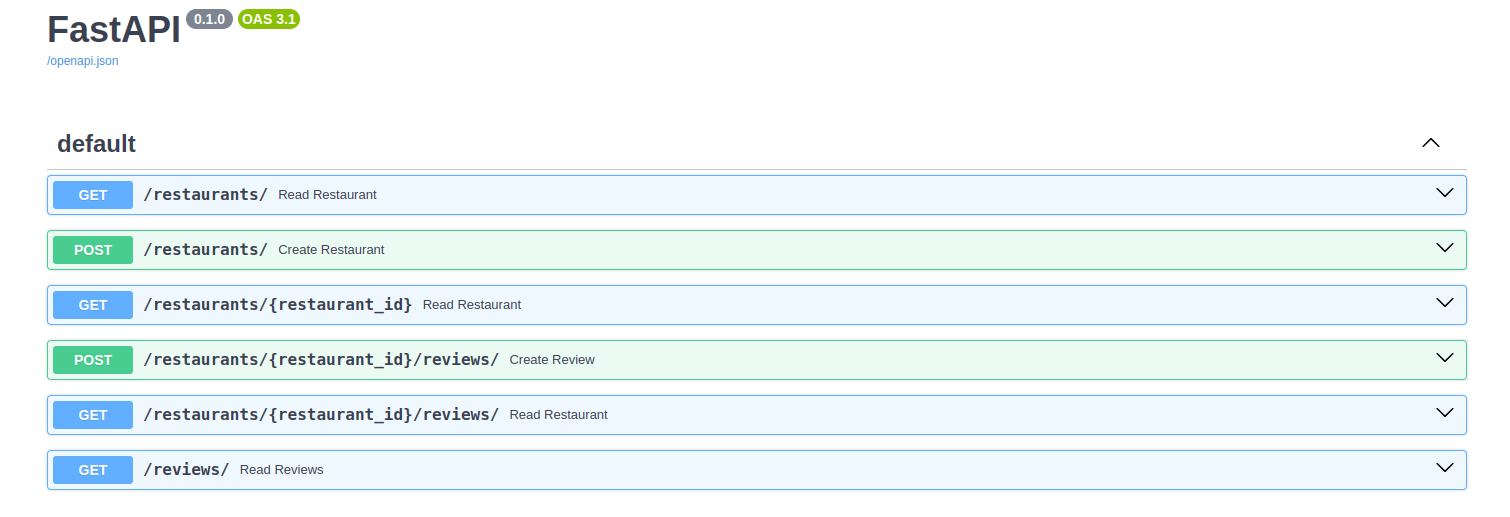 FastAPI 0.1.0 OAS 3.1
/openapi.json
default
GET /restaurants/ Read Restaurant
POST /restaurants/ Create Restaurant
GET /restaurants/{restaurant_id} Read Restaurant
POST /restaurants/{restaurant_id}/reviews/ Create Review
GET /restaurants/{restaurant_id}/reviews/ Read Restaurant
GET /reviews/ Read Reviews